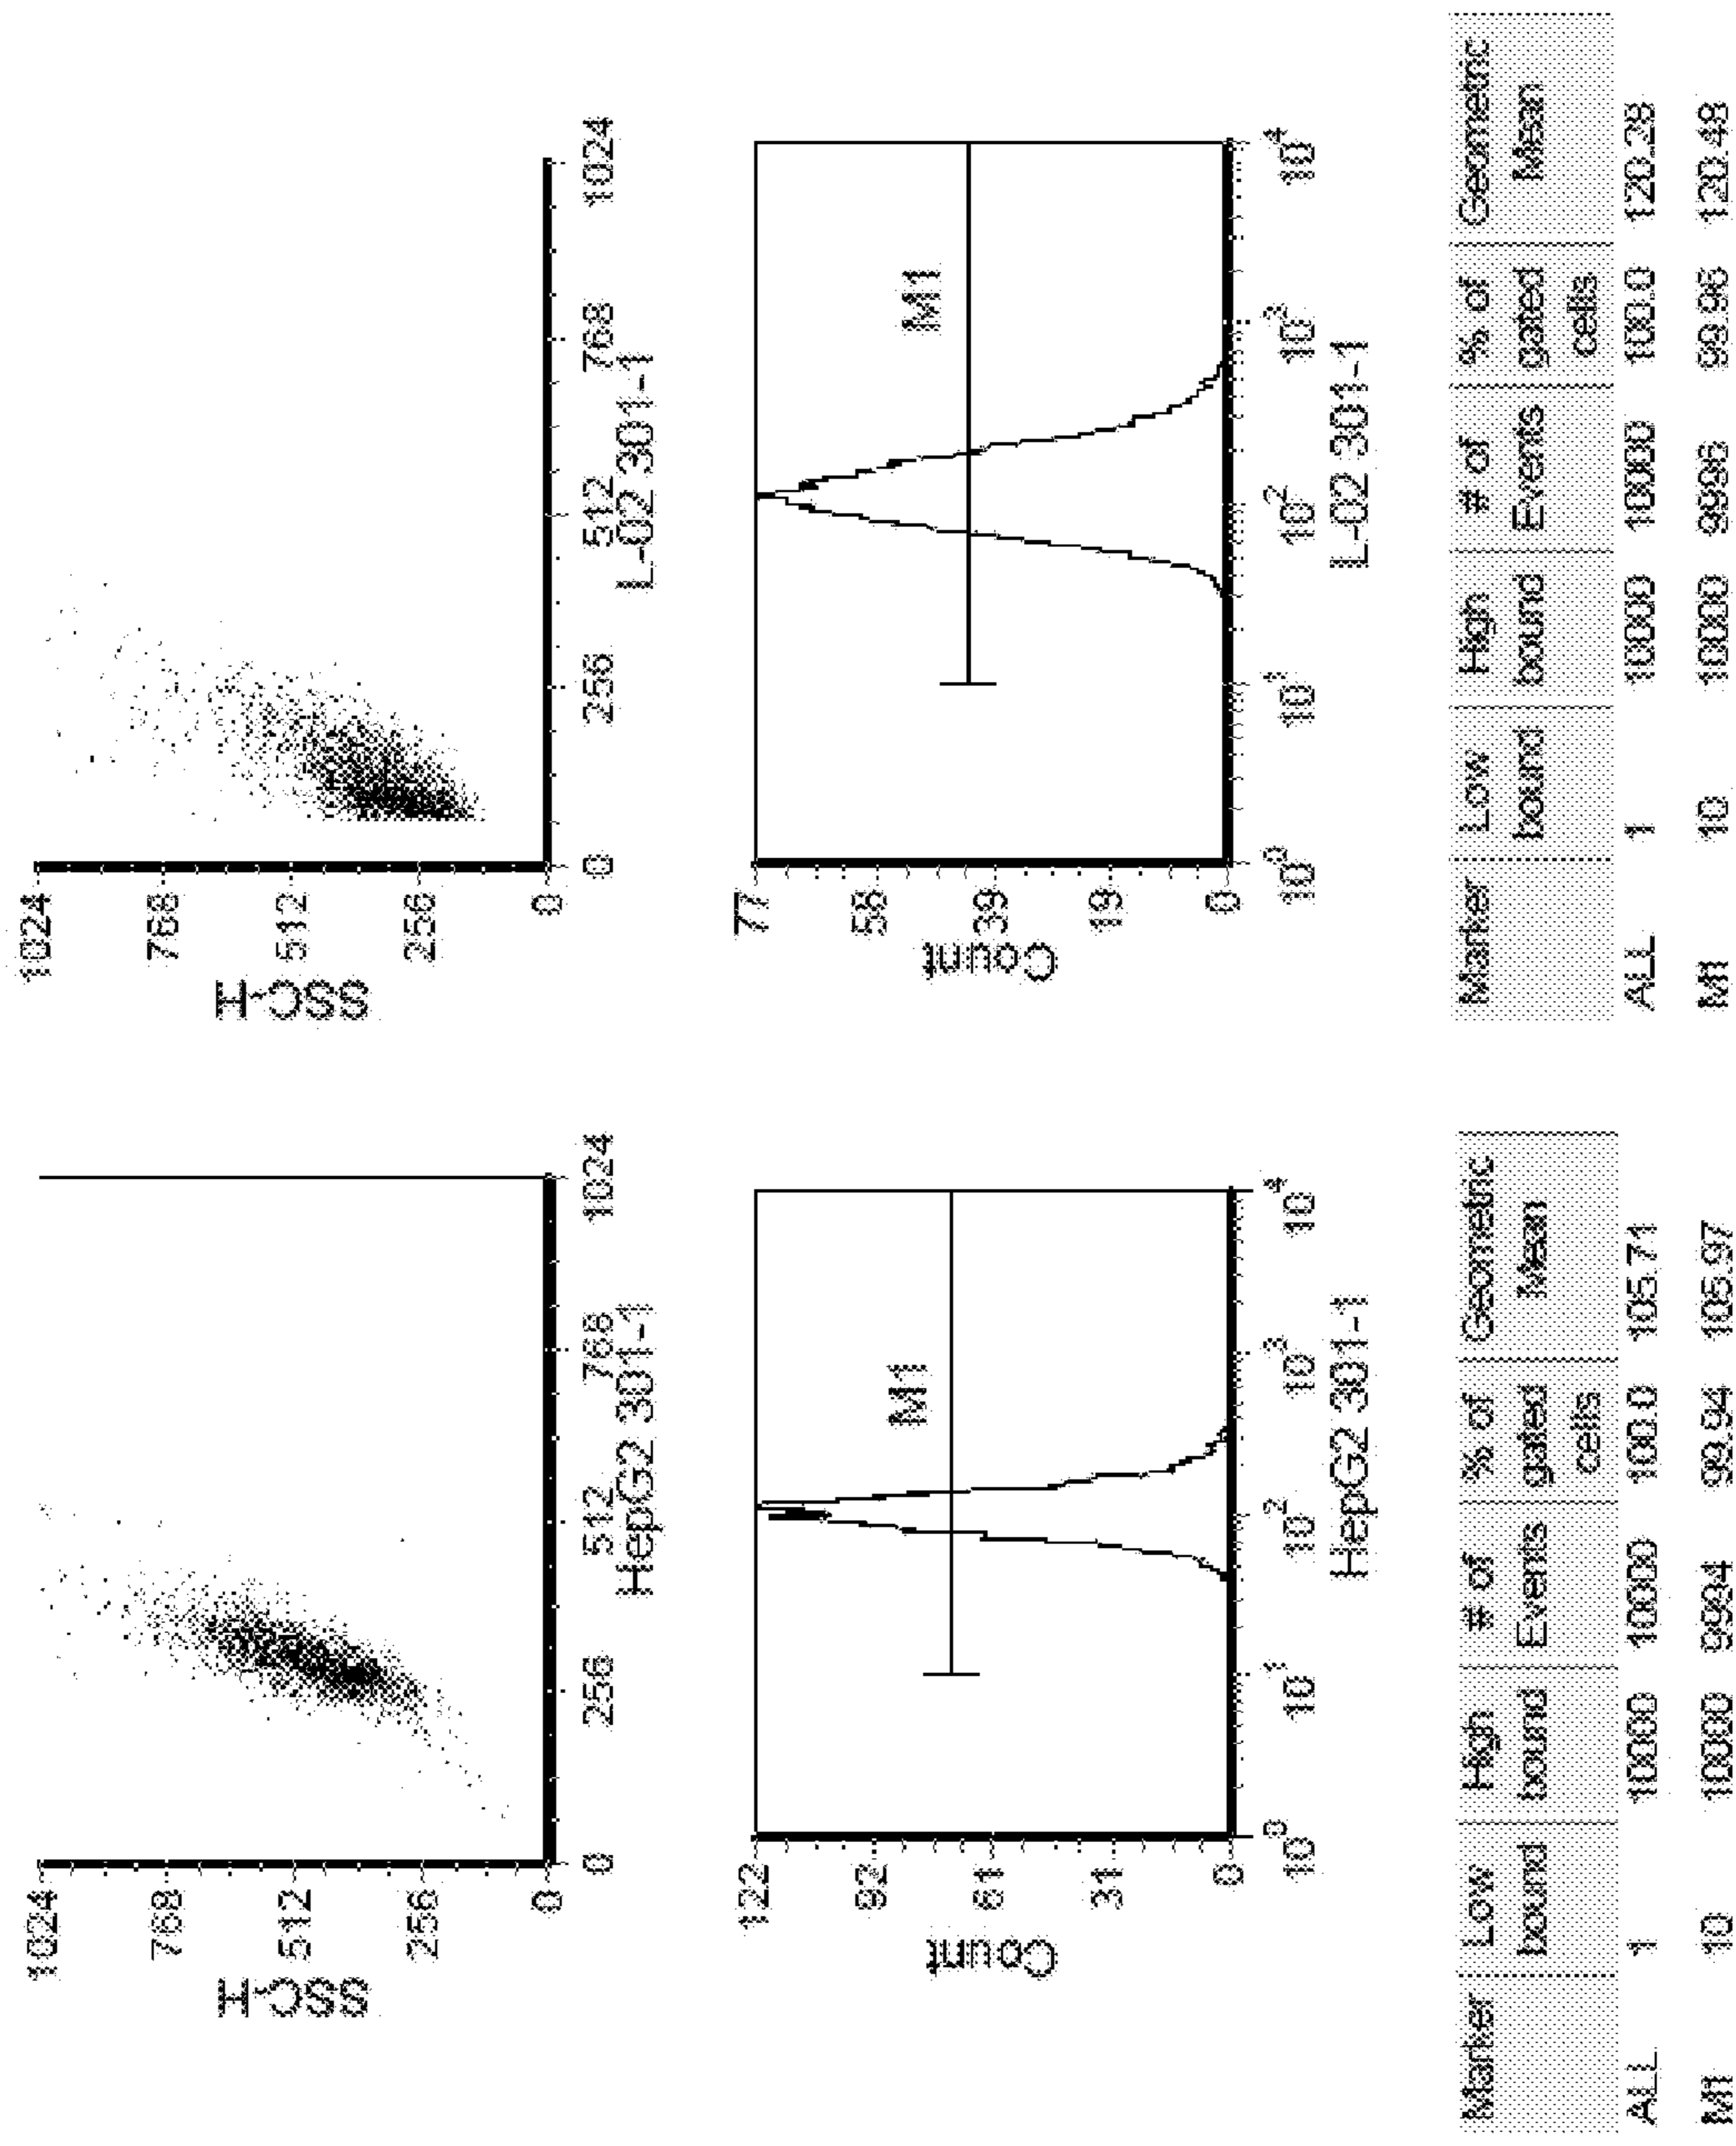 1024
768
512
256
0
SSC-H
0 256 512 768 1024
HepG2 301-1
1024
768
512
256
0
SSC-H
0 256 512 768 1024
L-02 301-1
122
92
61
31
0
Count
M1
10^0 10^1 10^2 10^3 10^4
HepG2 301-1
77
58
39
19
0
Count
M1
10^0 10^1 10^2 10^3 10^4
L-02 301-1
Marker Low High # of % of Geometric
bound bound Events gated Mean
cells
ALL 1 10000 10000 100.0 105.71
M1 10 10000 9994 99.94 105.97
Marker Low High # of % of Geometric
bound bound Events gated Mean
cells
ALL 1 10000 10000 100.0 120.28
M1 10 10000 9996 99.96 120.48